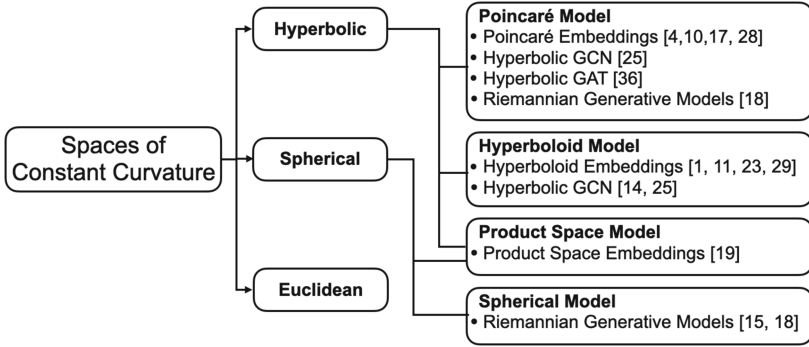 Spaces of
Constant Curvature
Hyperbolic
Spherical
Euclidean
Poincaré Model
• Poincaré Embeddings [4,10,17, 28]
• Hyperbolic GCN [25]
• Hyperbolic GAT [36]
• Riemannian Generative Models [18]
Hyperboloid Model
• Hyperboloid Embeddings [1, 11, 23, 29]
• Hyperbolic GCN [14, 25]
Product Space Model
• Product Space Embeddings [19]
Spherical Model
• Riemannian Generative Models [15, 18]